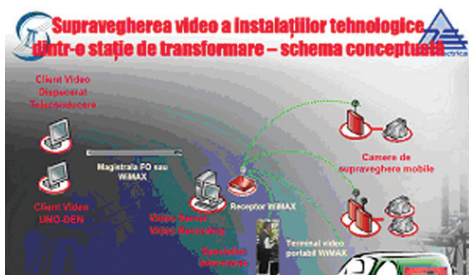 Supravegherea video a instalațiilor tehnologice
dintr-o stație de transformare – schema conceptuală
Client Video
Dispecerat
Teleconducere
Magistrala FO sau
WiMAX
Client Video
UNO-DEN
Video Server
Video Recording
Receptor WiMAX
Camere de
supraveghere mobile
Terminal video
portabil WiMAX
Specialist